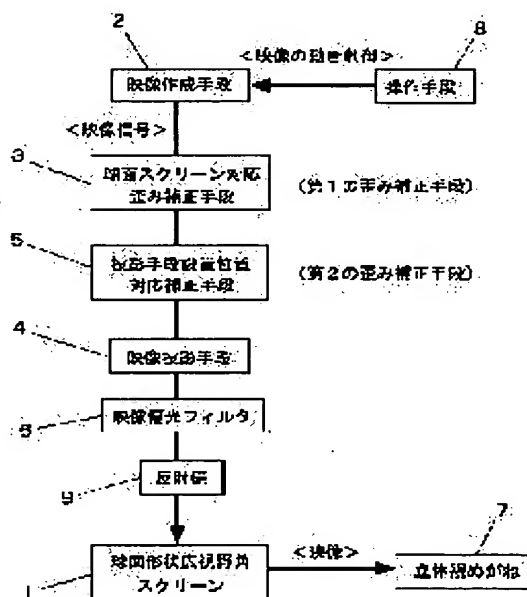 2
8
<映像の動き制御>
映像作成手段
操作手段
<映像信号>
3
球面スクリーン対応
歪み補正手段
(第1の歪み補正手段)
5
投影手段設置位置
対応補正手段
(第2の歪み補正手段)
4
映像投影手段
6
映像偏光フィルタ
反射鏡
9
7
<映像>
球面形状広視野角
スクリーン
立体視めがね
1